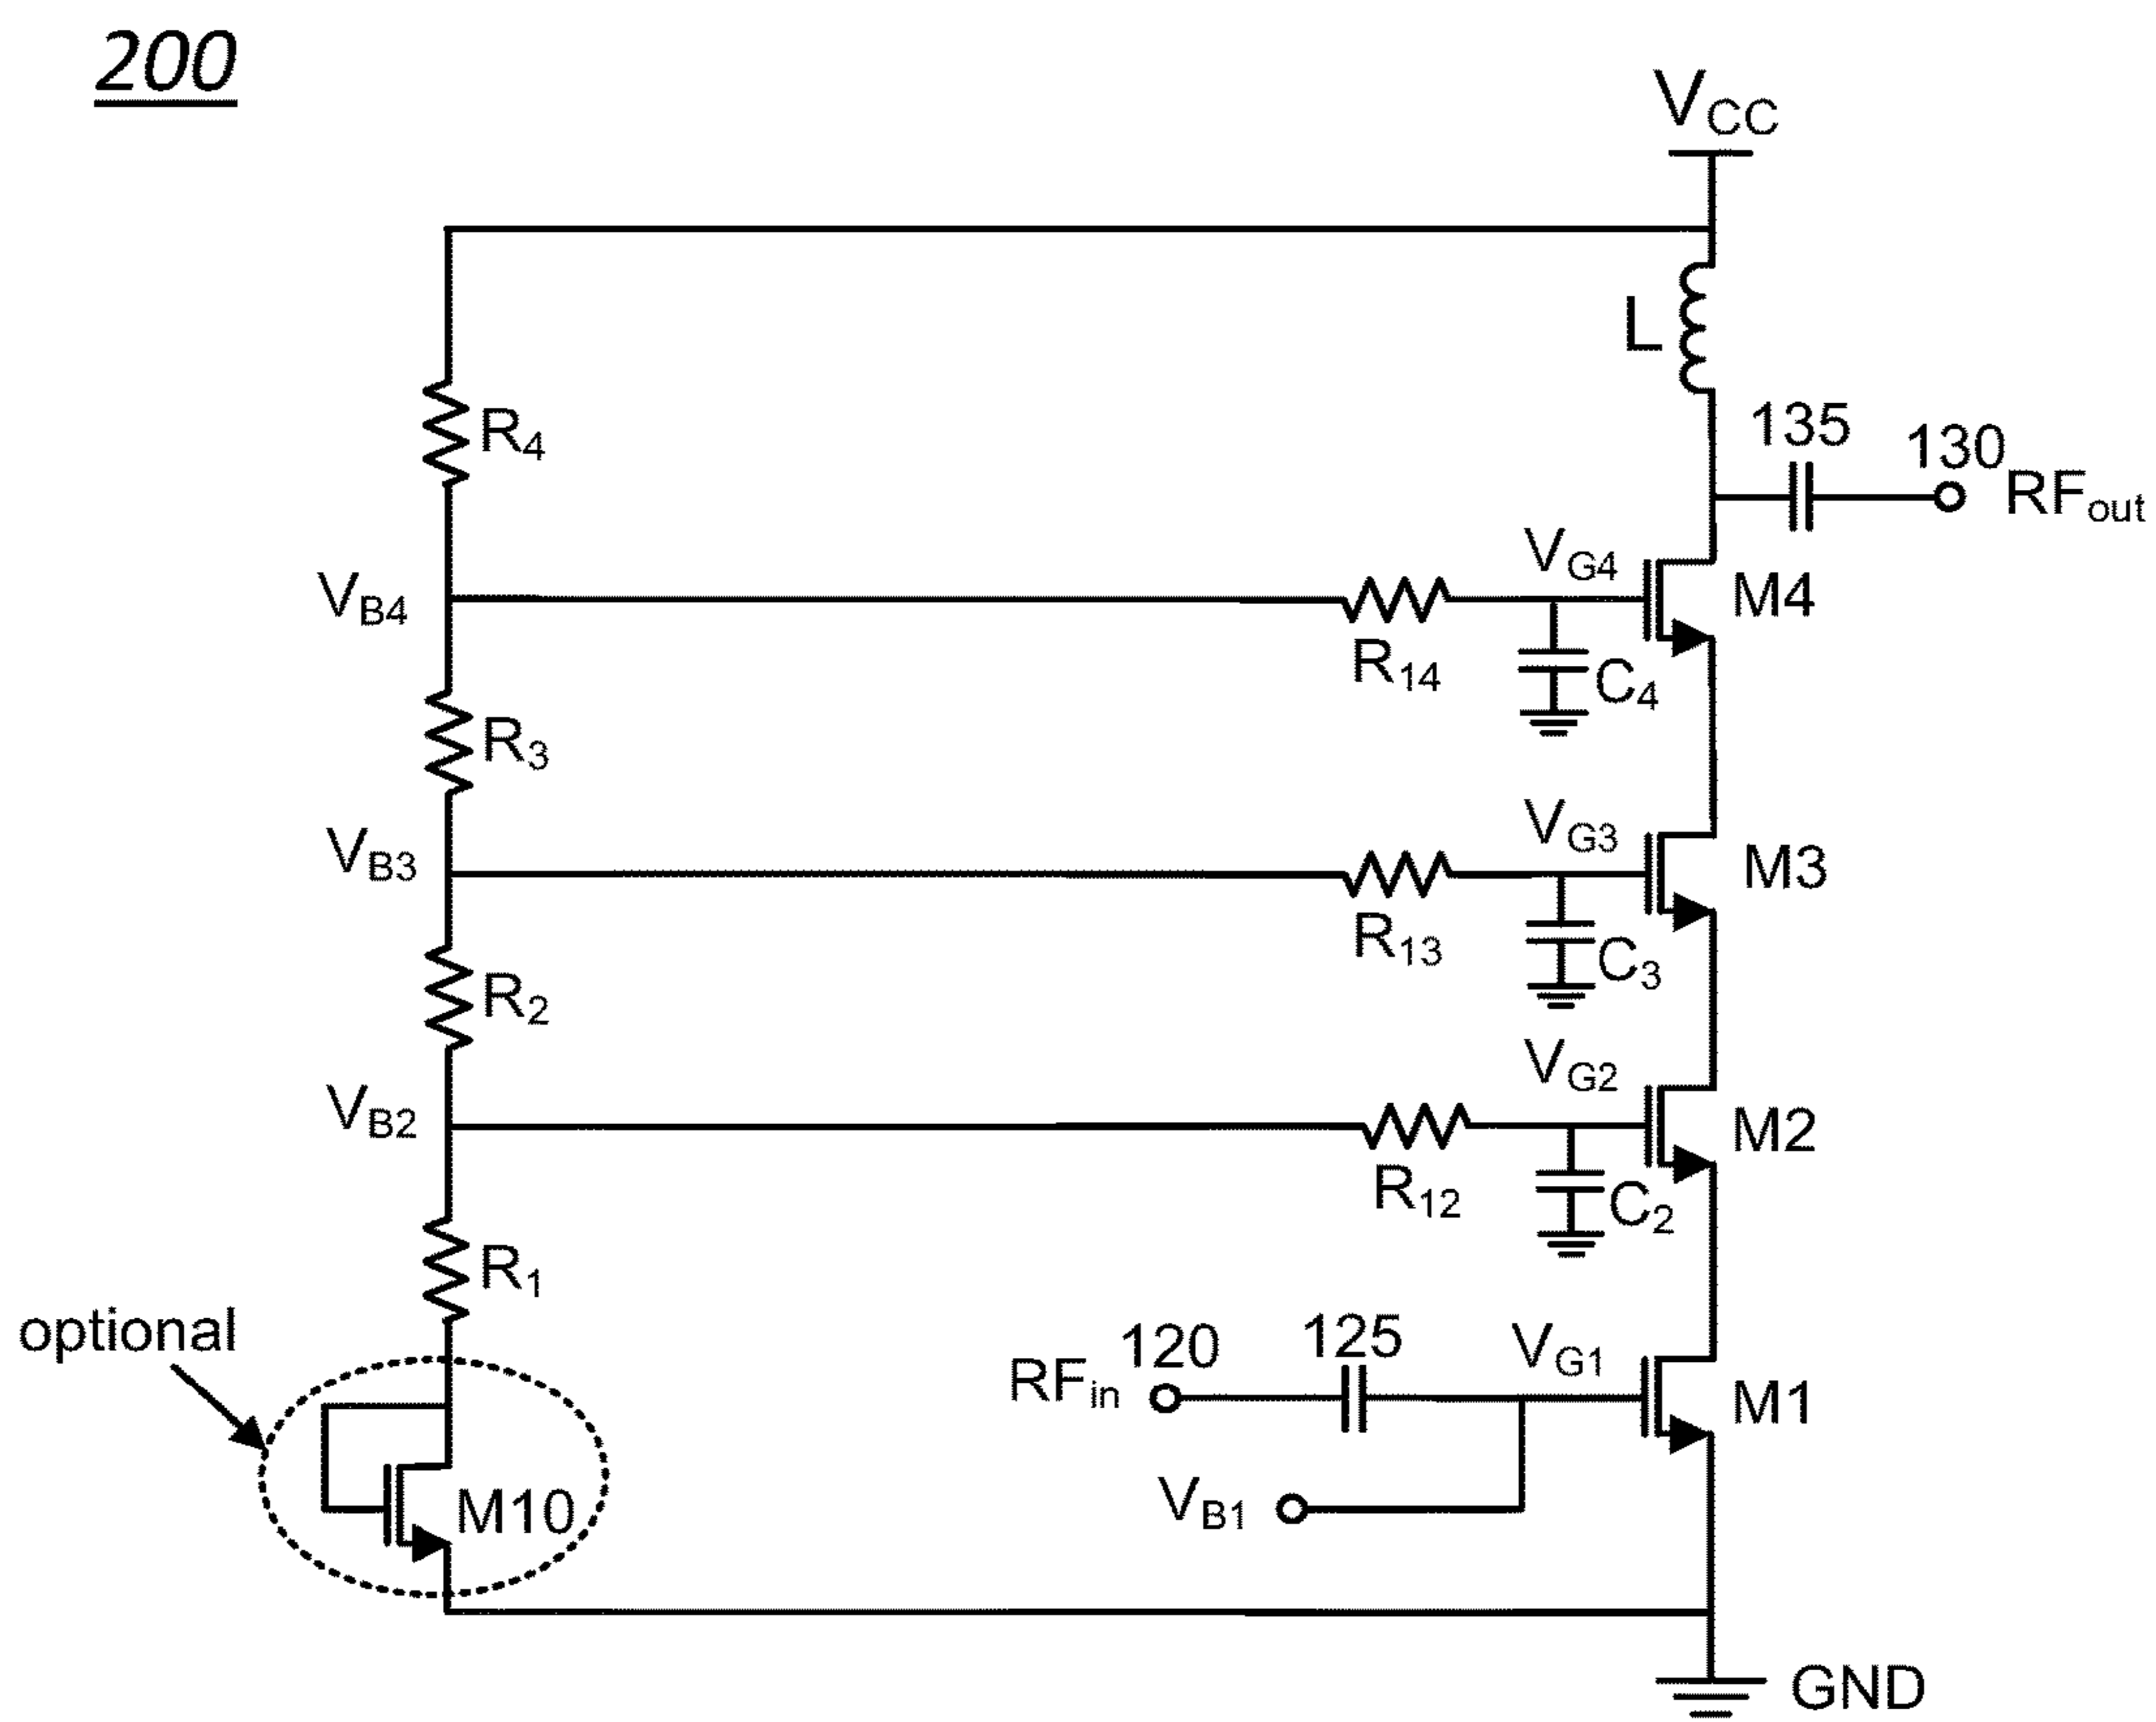 200
VCC
L
R4
135
130
RFout
VB4
VG4
M4
R14
C4
R3
VB3
VG3
M3
R13
C3
R2
VB2
VG2
M2
R12
C2
R1
optional
RFin
120
125
VG1
M1
M10
VB1
GND